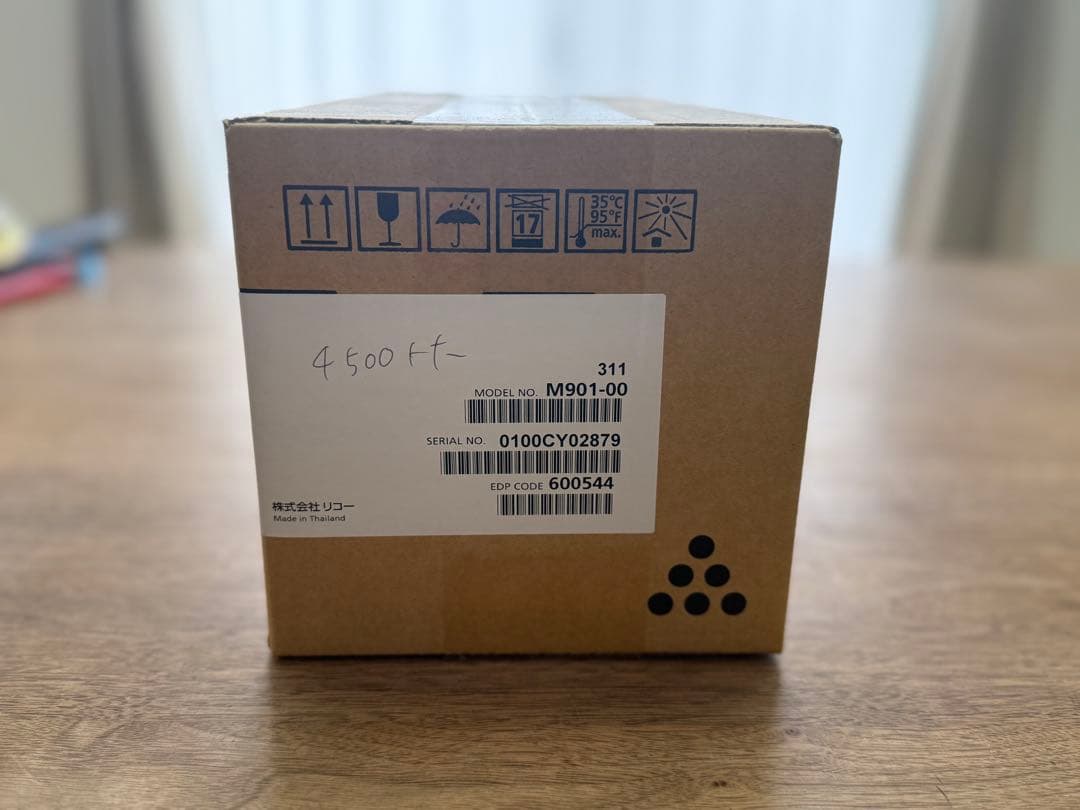 17
35℃
95°F
max.
4500トナー
311
MODEL NO. M901-00
SERIAL NO. 0100CY02879
EDP CODE 600544
株式会社 リコー
Made in Thailand